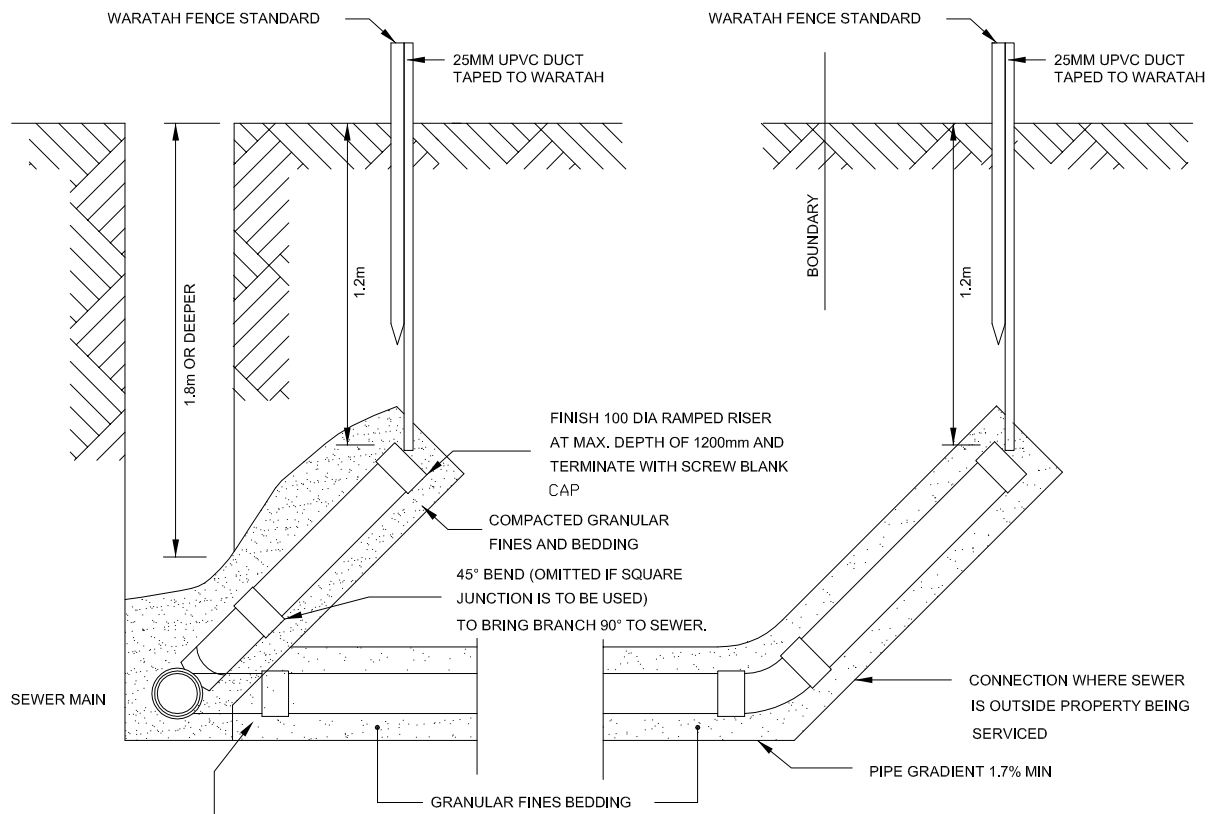 WARATAH FENCE STANDARD
25MM UPVC DUCT
TAPED TO WARATAH
WARATAH FENCE STANDARD
25MM UPVC DUCT
TAPED TO WARATAH
1.8m OR DEEPER
1.2m
BOUNDARY
1.2m
FINISH 100 DIA RAMPED RISER
AT MAX. DEPTH OF 1200mm AND
TERMINATE WITH SCREW BLANK
CAP
COMPACTED GRANULAR
FINES AND BEDDING
45° BEND (OMITTED IF SQUARE
JUNCTION IS TO BE USED)
TO BRING BRANCH 90° TO SEWER.
SEWER MAIN
CONNECTION WHERE SEWER
IS OUTSIDE PROPERTY BEING
SERVICED
PIPE GRADIENT 1.7% MIN
GRANULAR FINES BEDDING